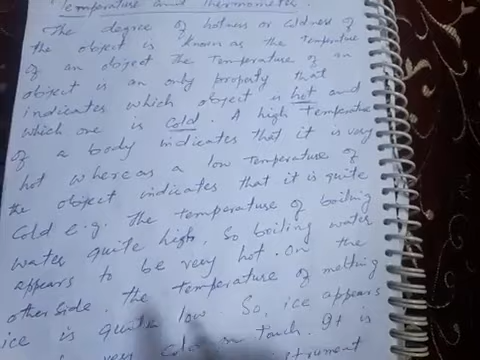 Temperature and Thermometer.
The degree of hotness or coldness of
the object is known as the temperature
of an object The temperature of an
object is an only property that
indicates which object is hot and
which one is cold. A high temperature
of a body indicates that it is very
hot where as a low temperature of
the object indicates that it is quite
cold e.g. The temperature of boiling
water quite high, so boiling water
appears to be very hot. On the
other side. The temperature of melting
ice is quite low. So, ice appears
very cold touch. It is